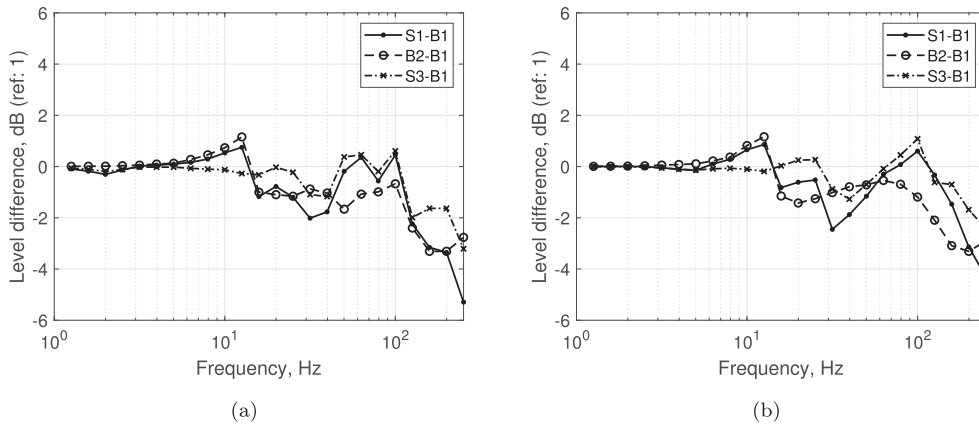 6
4
2
0
-2
-4
-6
Level difference, dB (ref: 1)
S1-B1
B2-B1
S3-B1
10^0
10^1
10^2
Frequency, Hz
(a)
6
4
2
0
-2
-4
-6
Level difference, dB (ref: 1)
S1-B1
B2-B1
S3-B1
10^0
10^1
10^2
Frequency, Hz
(b)